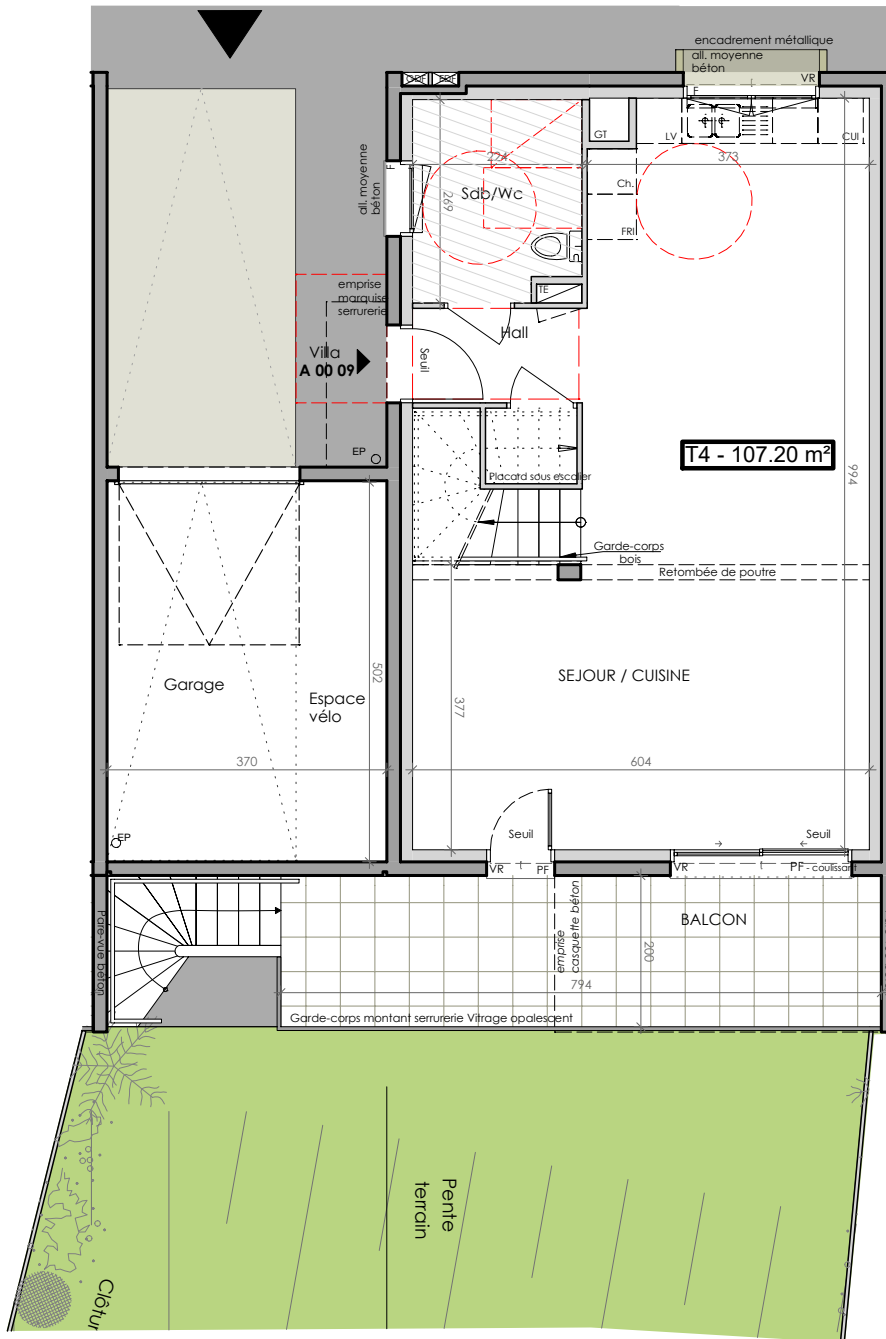 encadrement métallique
all. moyenne
béton
VR
F
GDF
EDF
GT
LV
CUI
224
373
all. moyenne
béton
F
Sdb/Wc
269
Ch.
FRI
TE
emprise
marquise
serrurerie
Hall
Villa
A 00 09
Seuil
EP
T4 - 107.20 m²
994
Placard sous escalier
Garde-corps
bois
Retombée de poutre
Garage
Espace
vélo
502
377
SEJOUR / CUISINE
370
604
EP
Seuil
Seuil
VR
PF
VR
PF - coulissant
Pare-vue béton
BALCON
emprise
casquette béton
200
794
Garde-corps montant serrurerie Vitrage opalescent
Pente
terrain
Clôtur